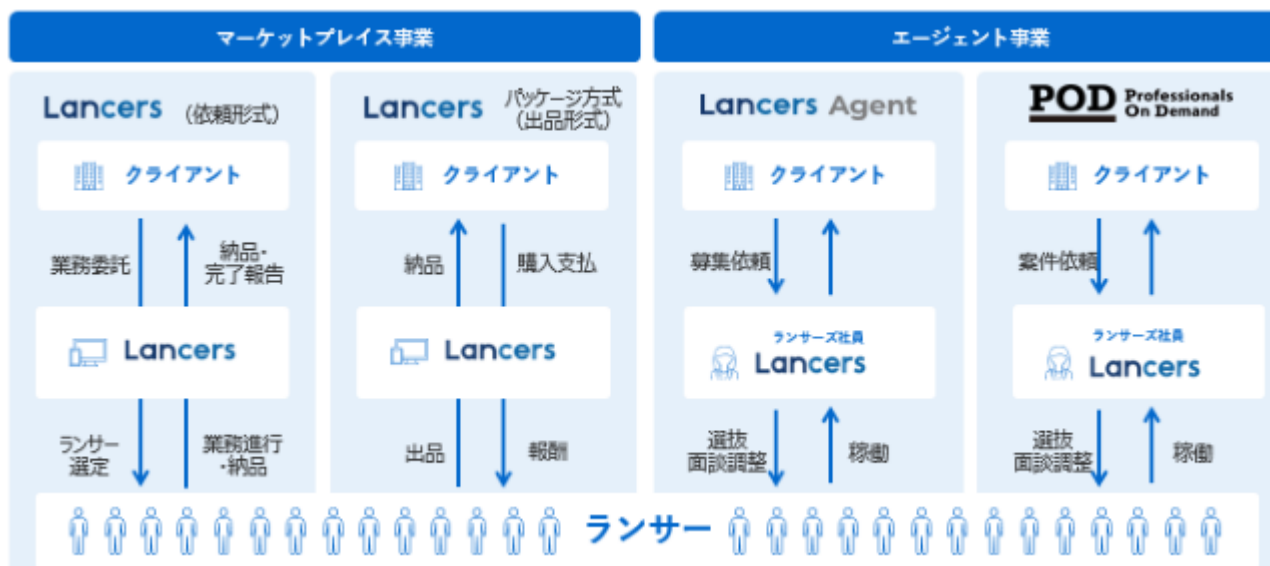 マーケットプレイス事業
エージェント事業
Lancers (依頼形式)
Lancers パッケージ方式
(出品形式)
Lancers Agent
POD Professionals
On Demand
クライアント
クライアント
クライアント
クライアント
業務委託
納品・
完了報告
納品
購入支払
募集依頼
案件依頼
Lancers
Lancers
ランサーズ社員
Lancers
ランサーズ社員
Lancers
ランサー
選定
業務進行
・納品
出品
報酬
選抜
面談調整
稼働
選抜
面談調整
稼働
ランサー